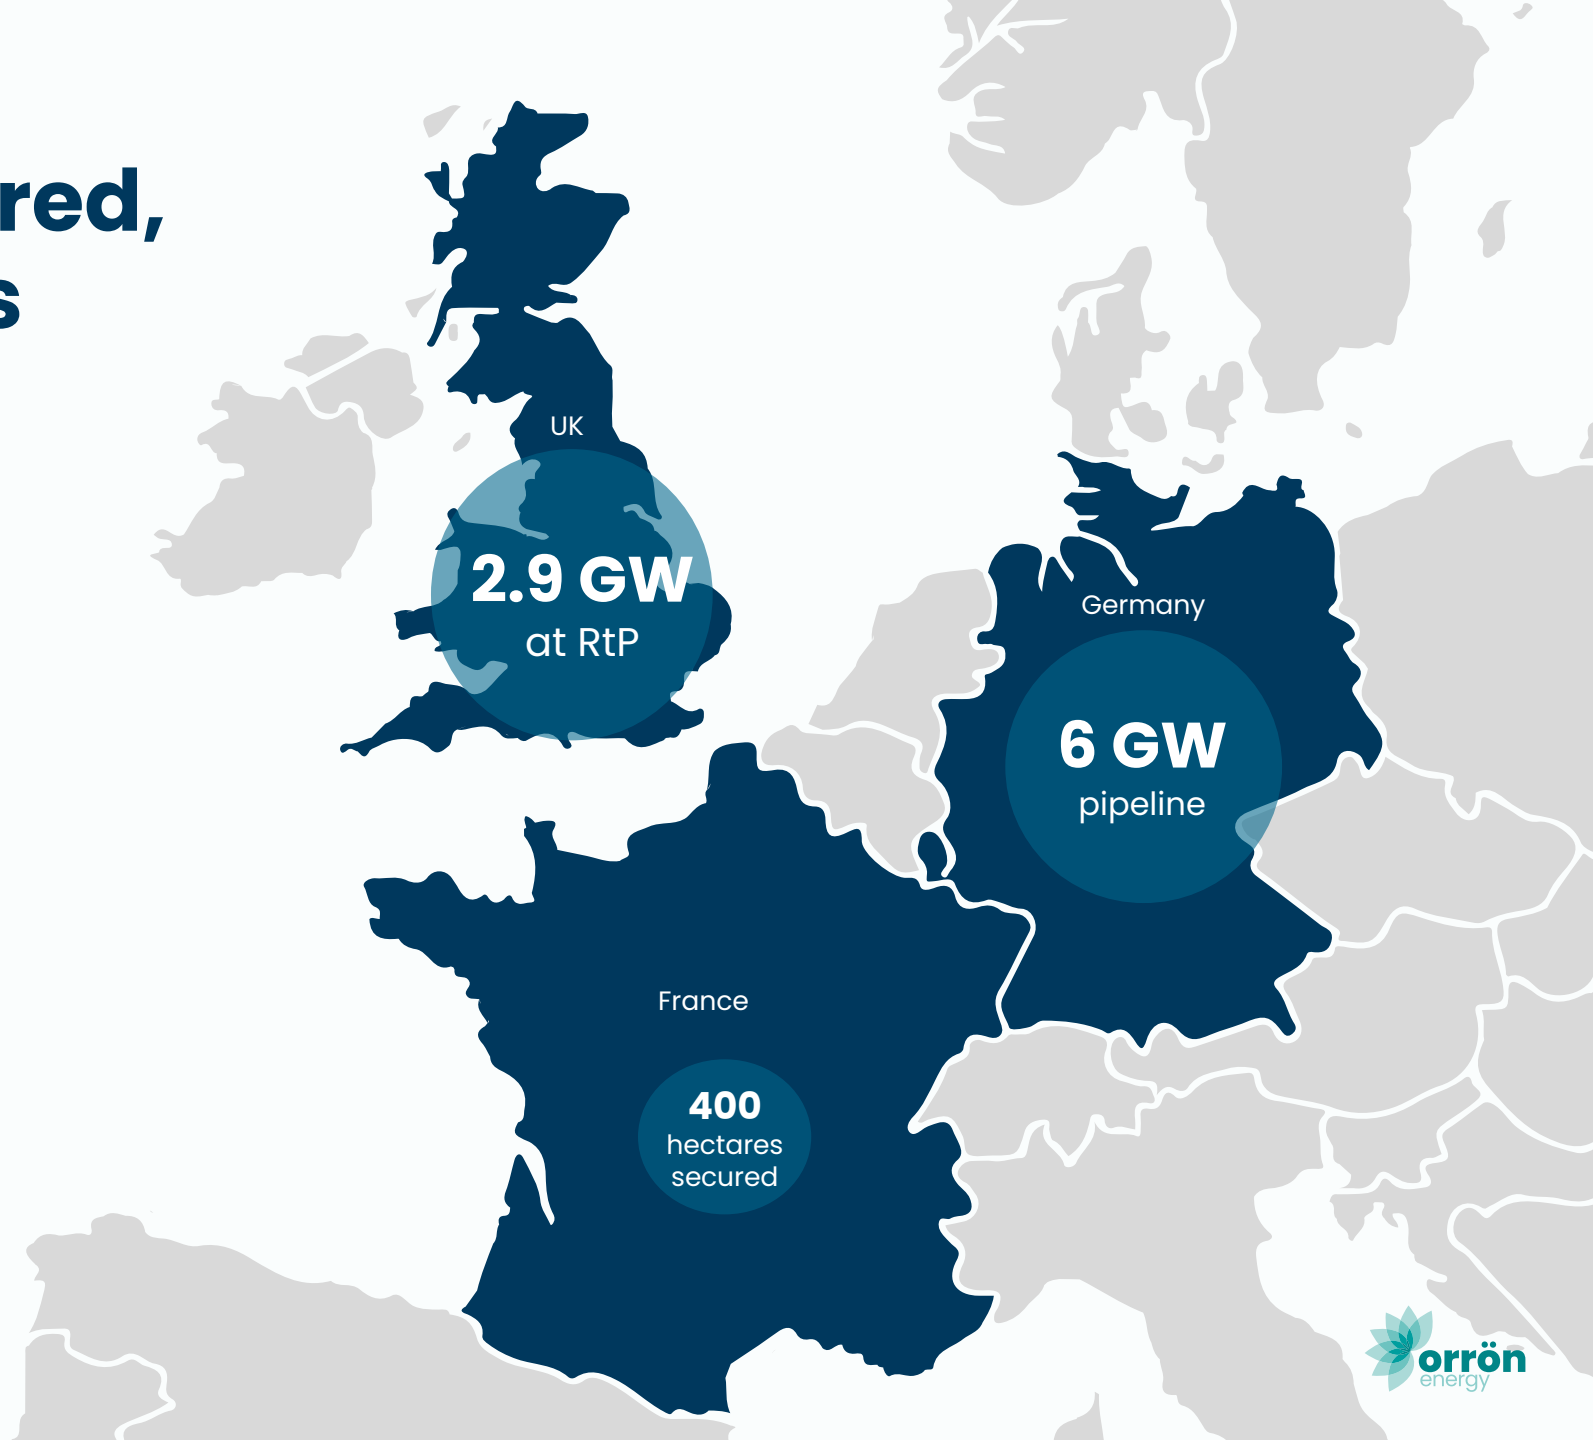 red,
s
UK
2.9 GW
at RtP
Germany
6 GW
pipeline
France
400
hectares
secured
orrön
energy